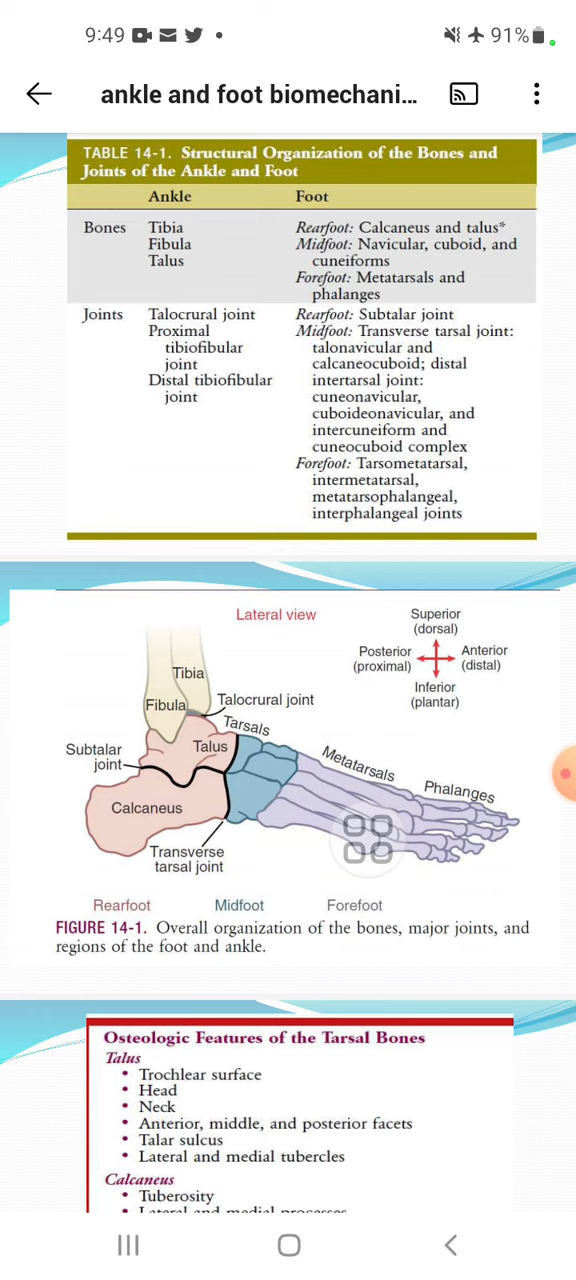 9:49
91%
ankle and foot biomechani...
TABLE 14-1. Structural Organization of the Bones and
Joints of the Ankle and Foot
Ankle Foot
Bones Tibia Rearfoot: Calcaneus and talus*
Fibula Midfoot: Navicular, cuboid, and
Talus cuneiforms
Forefoot: Metatarsals and
phalanges
Joints Talocrural joint Rearfoot: Subtalar joint
Proximal Midfoot: Transverse tarsal joint:
tibiofibular talonavicular and
joint calcaneocuboid; distal
Distal tibiofibular intertarsal joint:
joint cuneonavicular,
cuboideonavicular, and
intercuneiform and
cuneocuboid complex
Forefoot: Tarsometatarsal,
intermetatarsal,
metatarsophalangeal,
interphalangeal joints
Lateral view
Superior
(dorsal)
Posterior
(proximal)
Anterior
(distal)
Inferior
(plantar)
Tibia
Fibula
Talocrural joint
Tarsals
Talus
Subtalar
joint
Metatarsals
Phalanges
Calcaneus
Transverse
tarsal joint
Rearfoot Midfoot Forefoot
FIGURE 14-1. Overall organization of the bones, major joints, and
regions of the foot and ankle.
Osteologic Features of the Tarsal Bones
Talus
• Trochlear surface
• Head
• Neck
• Anterior, middle, and posterior facets
• Talar sulcus
• Lateral and medial tubercles
Calcaneus
• Tuberosity
• Lateral and medial processes